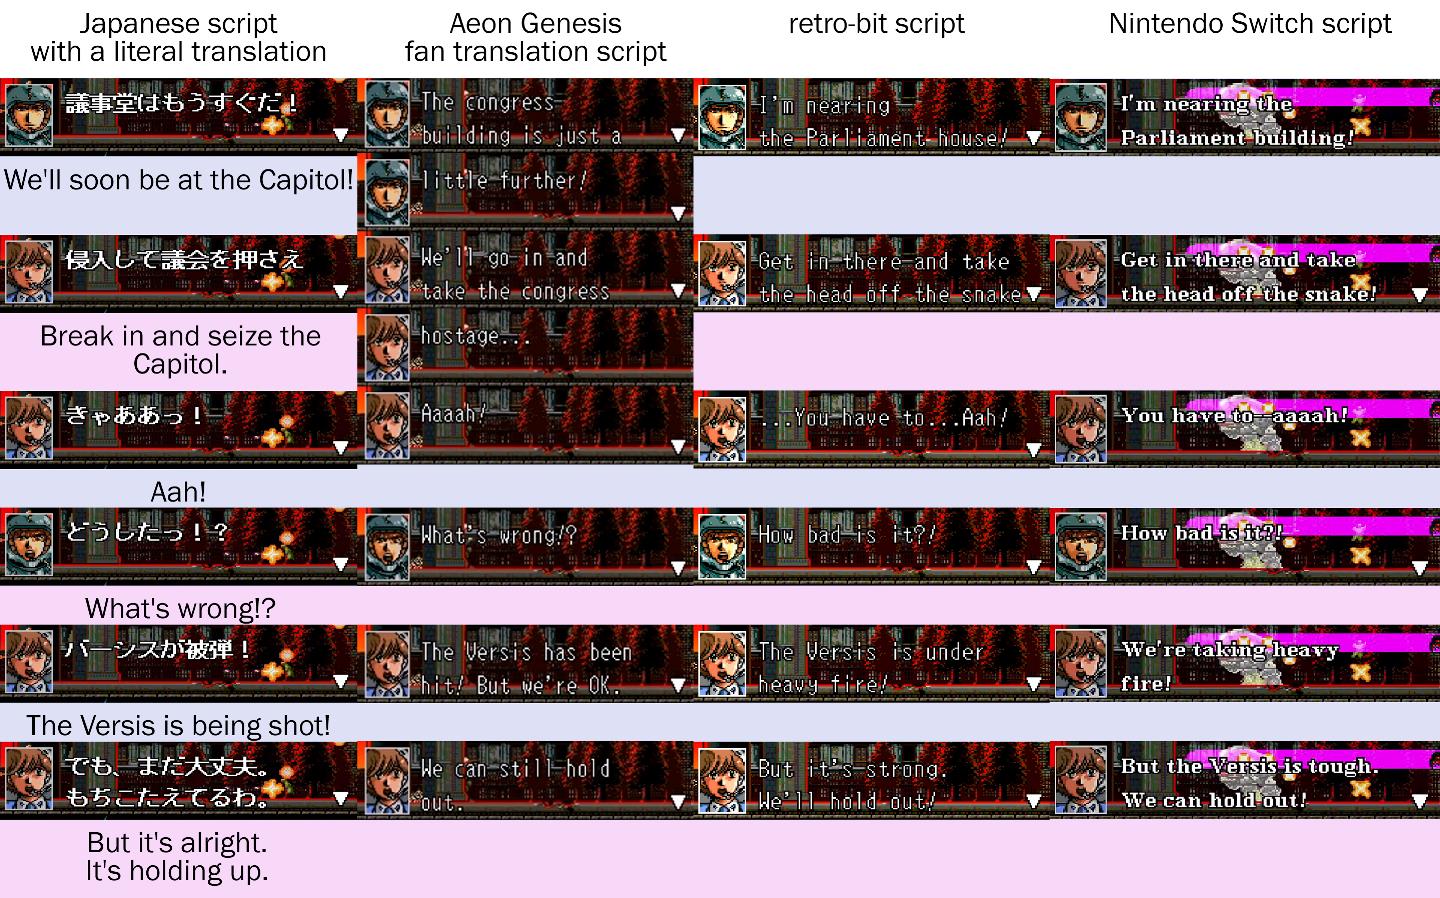 Japanese script
with a literal translation
Aeon Genesis
fan translation script
retro-bit script
Nintendo Switch script
議事堂はもうすぐだ！
The congress
building is just a
I'm nearing
the Parliament house!
I'm nearing the
Parliament building!
We'll soon be at the Capitol!
little further!
侵入して議会を押さえ
We'll go in and
take the congress
Get in there and take
the head off the snake
Get in there and take
the head off the snake!
Break in and seize the
Capitol.
hostage...
きゃああっ！
Aaaah!
...You have to...Aah!
You have to—aaaah!
Aah!
どうしたっ！？
What's wrong!?
How bad is it?!
How bad is it?!
What's wrong!?
バーシスが被弾！
The Versis has been
hit! But we're OK.
The Versis is under
heavy fire!
We're taking heavy
fire!
The Versis is being shot!
でも、まだ大丈夫。
もちこたえてるわ。
We can still hold
out.
But it's strong.
We'll hold out!
But the Versis is tough.
We can hold out!
But it's alright.
It's holding up.